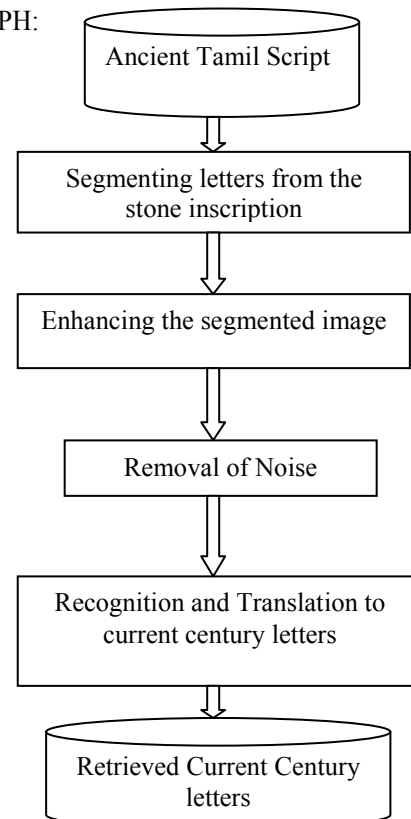 PH:
Ancient Tamil Script
Segmenting letters from the
stone inscription
Enhancing the segmented image
Removal of Noise
Recognition and Translation to
current century letters
Retrieved Current Century
letters